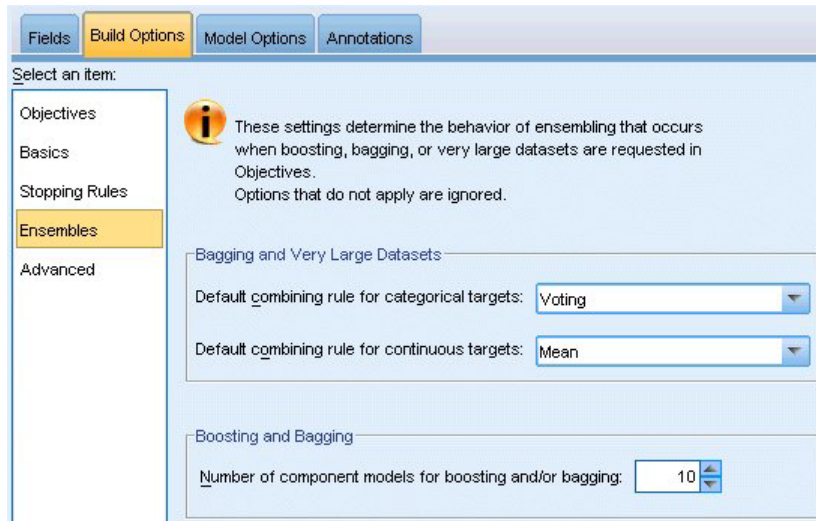 Fields Build Options Model Options Annotations
Select an item:
Objectives
Basics
Stopping Rules
Ensembles
Advanced
These settings determine the behavior of ensembling that occurs
when boosting, bagging, or very large datasets are requested in
Objectives.
Options that do not apply are ignored.
Bagging and Very Large Datasets
Default combining rule for categorical targets: Voting
Default combining rule for continuous targets: Mean
Boosting and Bagging
Number of component models for boosting and/or bagging: 10